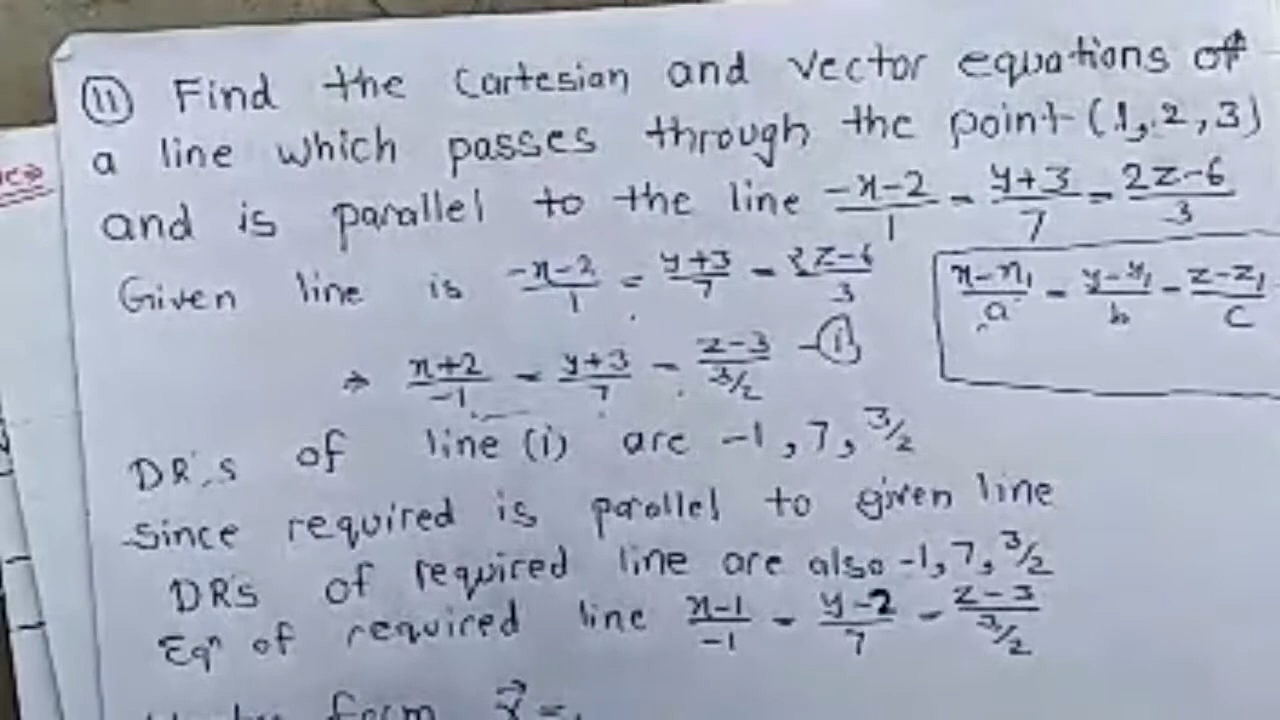 (11) Find the Cartesian and vector equations of
a line which passes through the point (1, 2, 3)
and is parallel to the line (-x-2)/1 = (y+3)/7 = (2z-6)/3
Given line is (-x-2)/1 = (y+3)/7 = (2z-6)/3
(x-x₁)/a = (y-y₁)/b = (z-z₁)/c
⇒ (x+2)/-1 = (y+3)/7 = (z-3)/(3/2) -(i)
DR's of line (i) are -1, 7, 3/2
Since required is parallel to given line
DRs of required line are also -1, 7, 3/2
Eqⁿ of required line (x-1)/-1 = (y-2)/7 = (z-3)/(3/2)
form r⃗ =